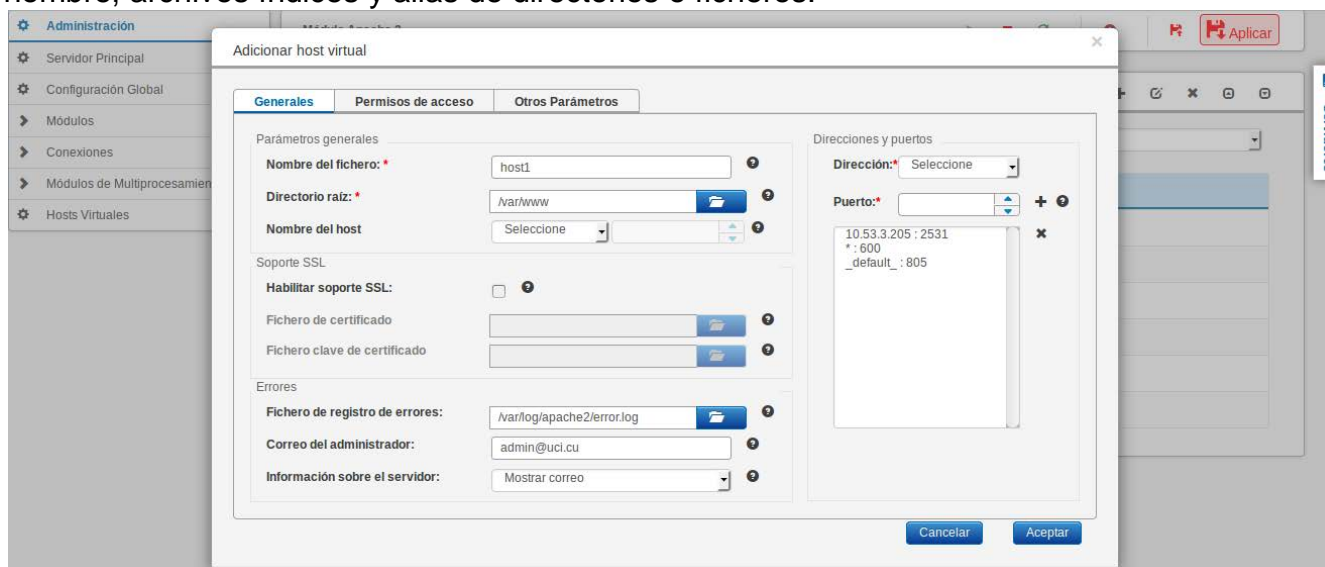 nombre, archivos índices y alias de directorios o ficheros.
Administración
Módulo Apache 2
Aplicar
Servidor Principal
Configuración Global
Módulos
Conexiones
Módulos de Multiprocesamien
Hosts Virtuales
Adicionar host virtual
Generales Permisos de acceso Otros Parámetros
Parámetros generales
Nombre del fichero: * host1
Directorio raíz: * /var/www
Nombre del host Seleccione
Soporte SSL
Habilitar soporte SSL:
Fichero de certificado
Fichero clave de certificado
Errores
Fichero de registro de errores: /var/log/apache2/error.log
Correo del administrador: admin@uci.cu
Información sobre el servidor: Mostrar correo
Direcciones y puertos
Dirección:* Seleccione
Puerto:*
10.53.3.205 : 2531
* : 600
_default_ : 805
Cancelar Aceptar